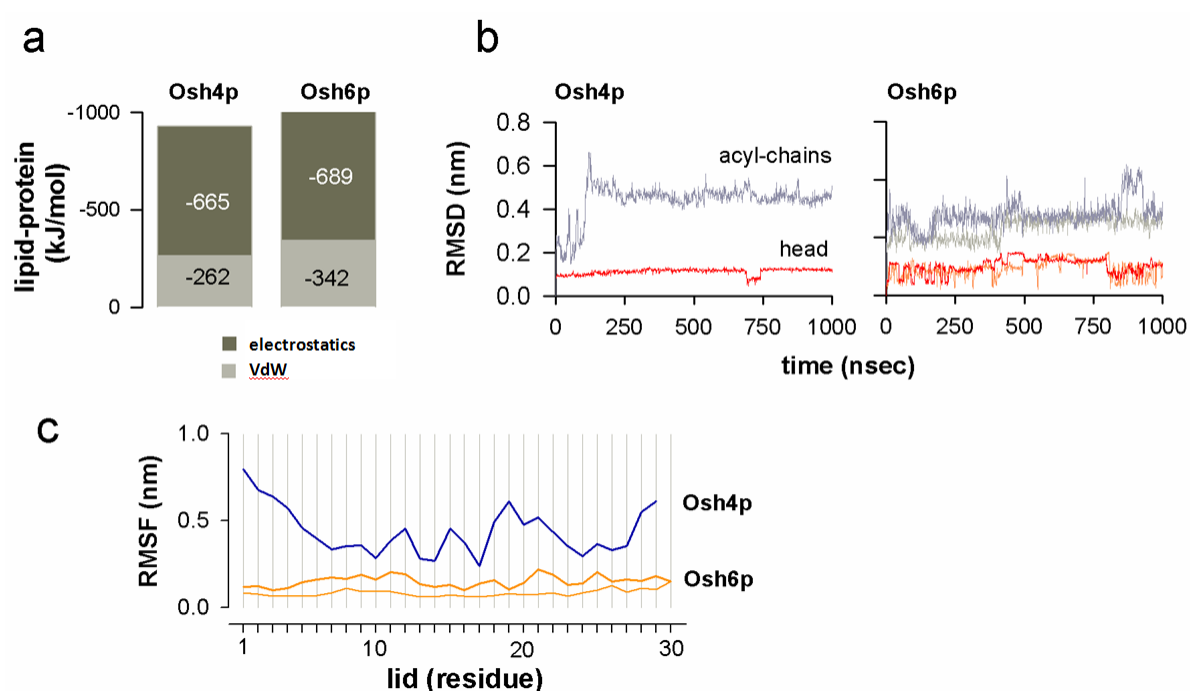 a
Osh4p
Osh6p
-1000
-500
0
lipid-protein
(kJ/mol)
-665
-689
-262
-342
electrostatics
VdW
b
Osh4p
Osh6p
0.8
0.6
0.4
0.2
0.0
RMSD (nm)
acyl-chains
head
0 250 500 750 1000
0 250 500 750 1000
time (nsec)
c
1.0
0.5
0.0
RMSF (nm)
Osh4p
Osh6p
1 10 20 30
lid (residue)